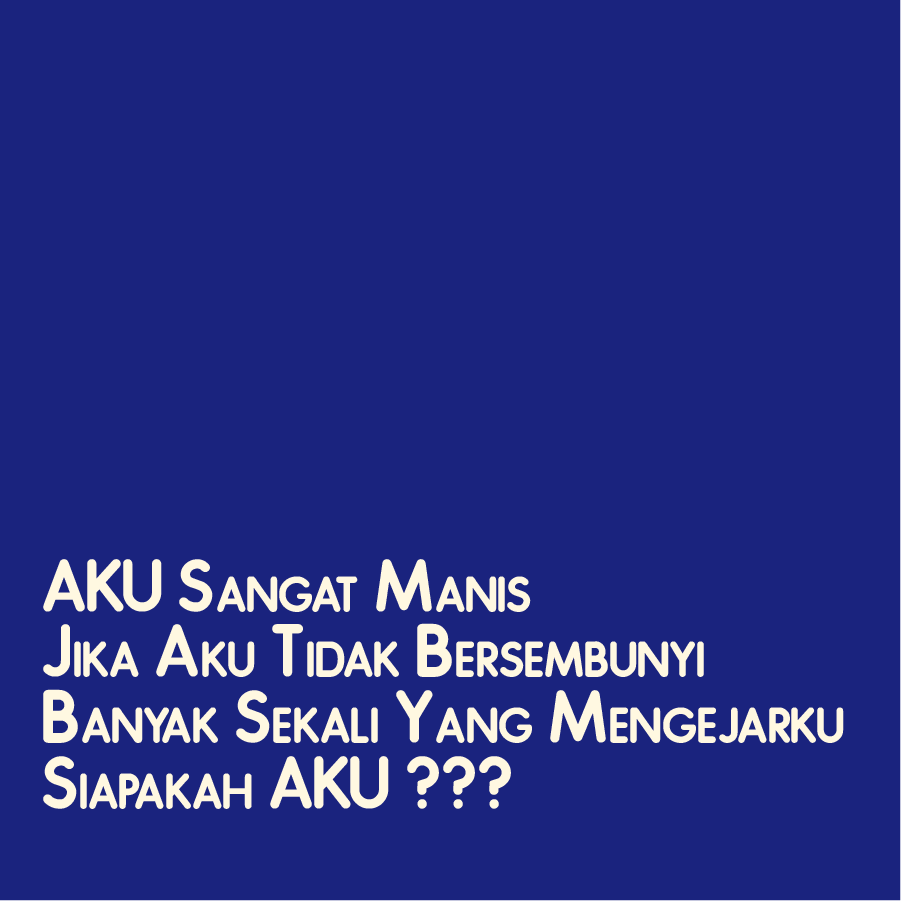 AKU Sangat Manis
Jika Aku Tidak Bersembunyi
Banyak Sekali Yang Mengejarku
Siapakah AKU ???